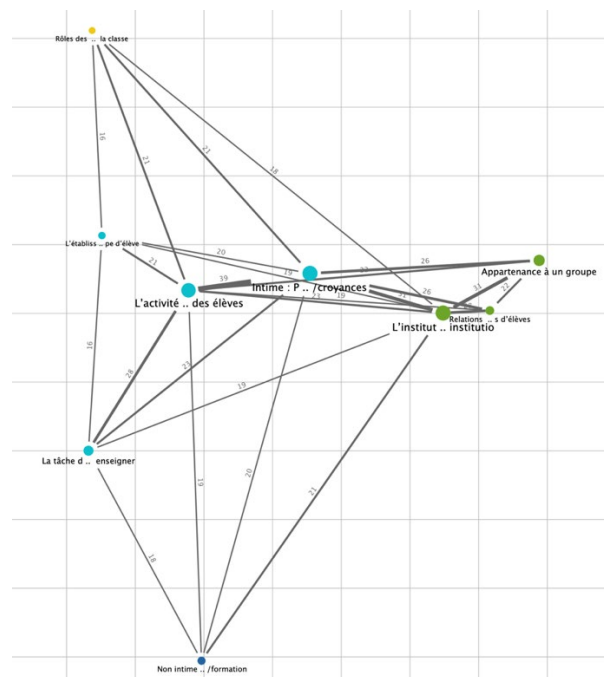 Rôles des .. la classe
16
21
21
18
L'établiss .. pe d'élève
20
19
21
39
26
Appartenance à un groupe
Intime : P .. /croyances
L'activité .. des élèves
23
19
26
31
22
Relations .. s d'élèves
L'institut .. institutio
16
28
23
19
La tâche d .. enseigner
19
20
21
18
Non intime .. /formation